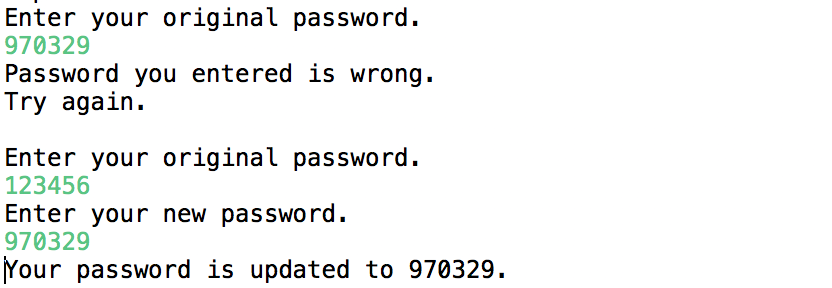 Enter your original password.
970329
Password you entered is wrong.
Try again.
Enter your original password.
123456
Enter your new password.
970329
Your password is updated to 970329.